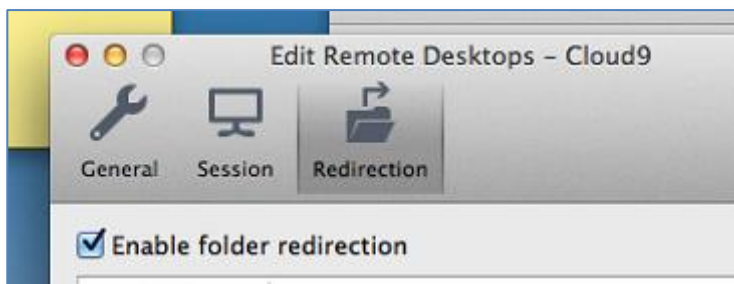 Edit Remote Desktops – Cloud9
General Session Redirection
Enable folder redirection